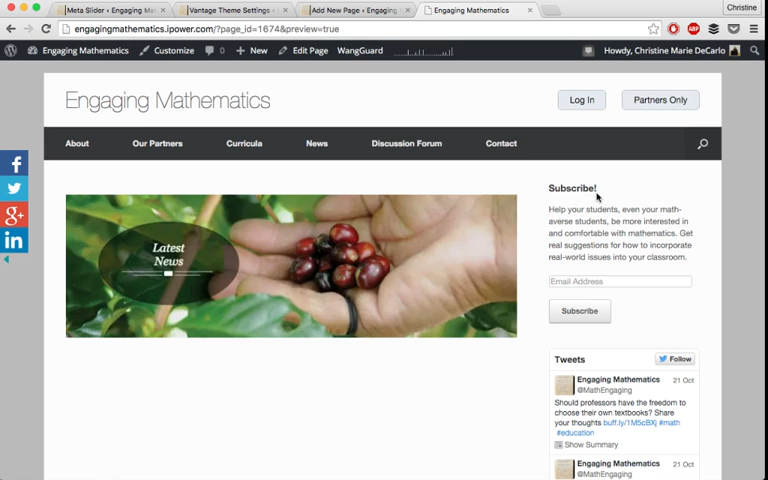 Meta Slider ‹ Engaging Ma
Vantage Theme Settings ‹
Add New Page ‹ Engaging
Engaging Mathematics
Christine
engagingmathematics.ipower.com/?page_id=1674&preview=true
Engaging Mathematics
Customize
0
New
Edit Page
WangGuard
Howdy, Christine Marie DeCarlo
Engaging Mathematics
Log In
Partners Only
About
Our Partners
Curricula
News
Discussion Forum
Contact
Latest
News
Subscribe!
Help your students, even your math-
averse students, be more interested in
and comfortable with mathematics. Get
real suggestions for how to incorporate
real-world issues into your classroom.
Email Address
Subscribe
Tweets
Follow
Engaging Mathematics
21 Oct
@MathEngaging
Should professors have the freedom to
choose their own textbooks? Share
your thoughts buff.ly/1M5cBXj #math
#education
Show Summary
Engaging Mathematics
21 Oct
@MathEngaging